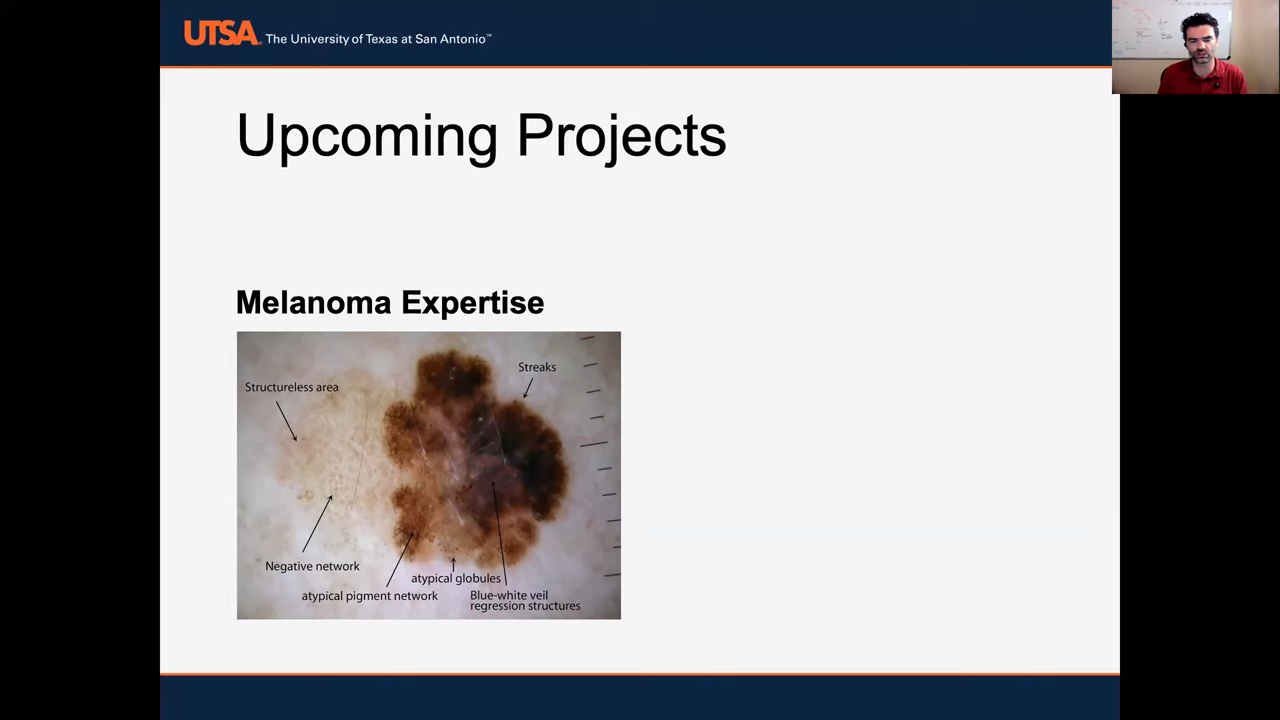 UTSA. The University of Texas at San Antonio™
Upcoming Projects
Melanoma Expertise
Streaks
Structureless area
Negative network
atypical globules
atypical pigment network
Blue-white veil
regression structures